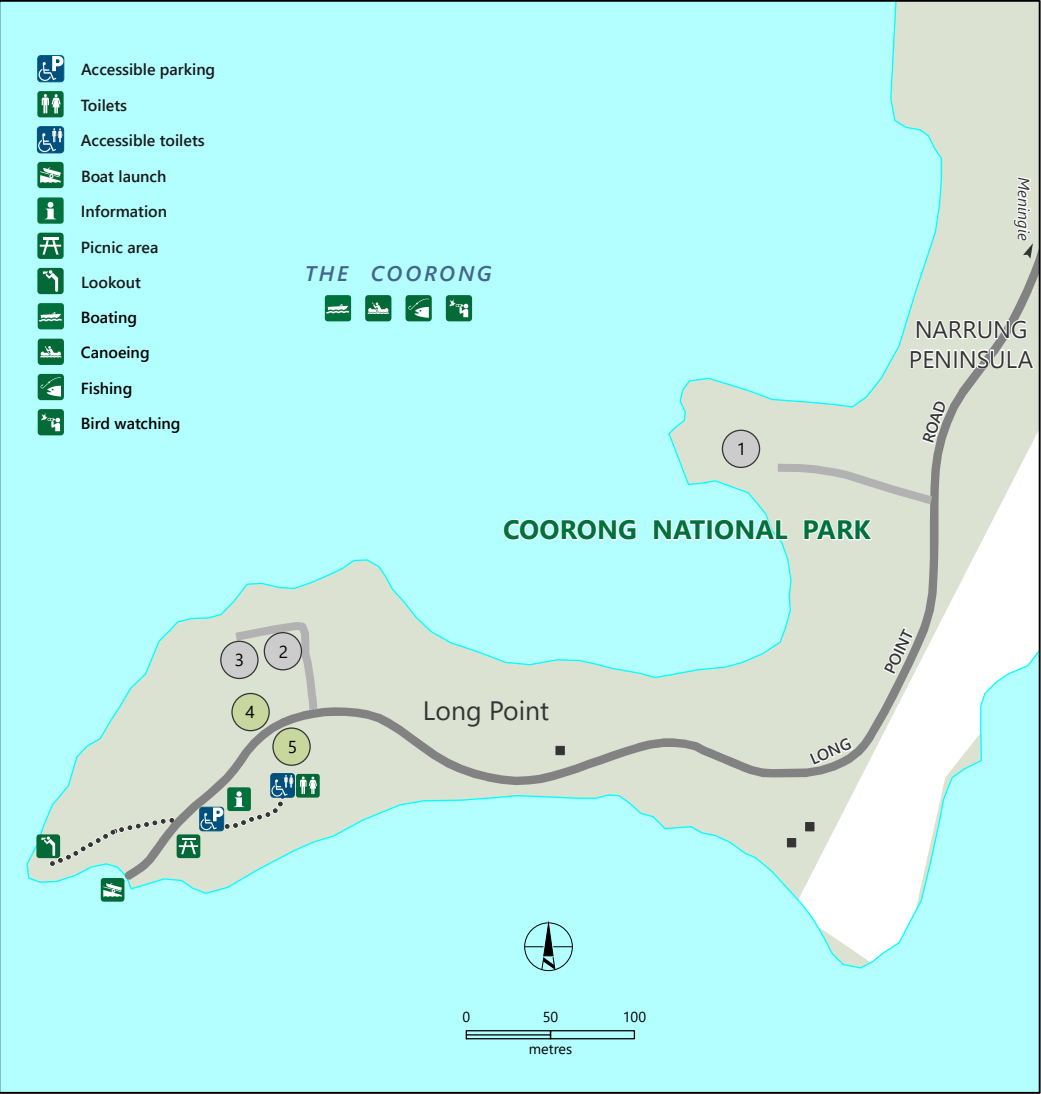 Accessible parking
Toilets
Accessible toilets
Boat launch
Information
Picnic area
Lookout
Boating
Canoeing
Fishing
Bird watching
THE COORONG
Meningie
NARRUNG
PENINSULA
ROAD
1
COORONG NATIONAL PARK
POINT
2
3
4
Long Point
5
LONG
P
0 50 100
metres